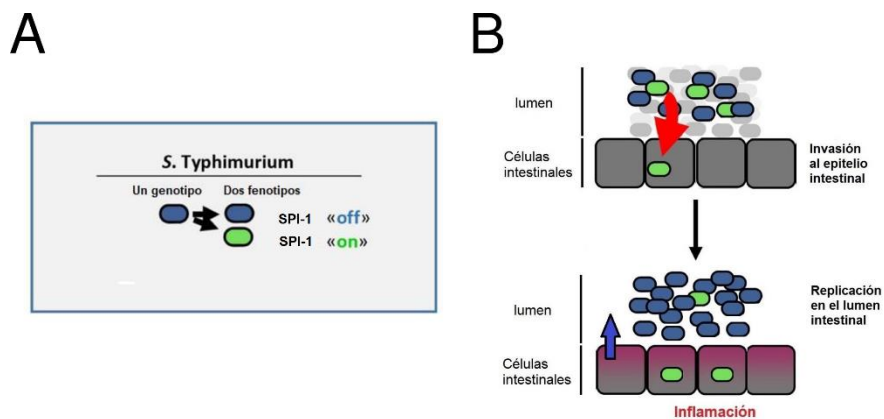 A
S. Typhimurium
Un genotipo
Dos fenotipos
SPI-1 «off»
SPI-1 «on»
B
lumen
Células
intestinales
Invasión
al epitelio
intestinal
lumen
Replicación
en el lumen
intestinal
Células
intestinales
Inflamación